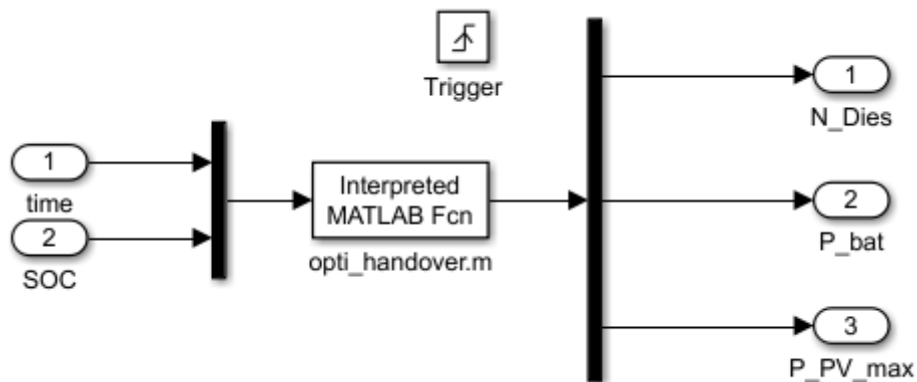 Trigger
1
time
2
SOC
Interpreted
MATLAB Fcn
opti_handover.m
1
N_Dies
2
P_bat
3
P_PV_max